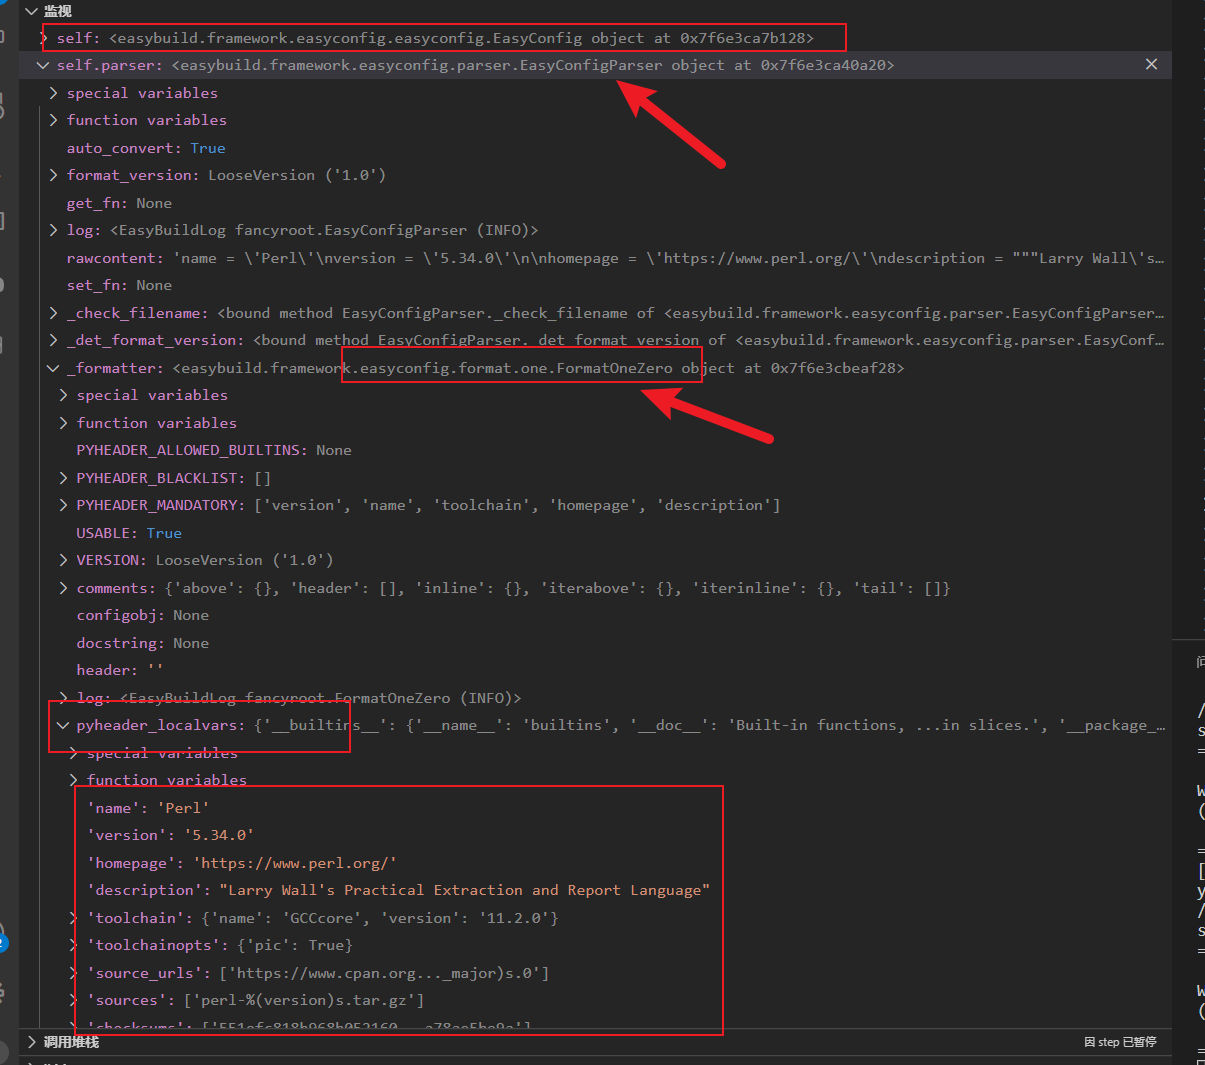 监视
self: <easybuild.framework.easyconfig.easyconfig.EasyConfig object at 0x7f6e3ca7b128>
self.parser: <easybuild.framework.easyconfig.parser.EasyConfigParser object at 0x7f6e3ca40a20>
special variables
function variables
auto_convert: True
format_version: LooseVersion ('1.0')
get_fn: None
log: <EasyBuildLog fancyroot.EasyConfigParser (INFO)>
rawcontent: 'name = \'Perl\'\nversion = \'5.34.0\'\n\nhomepage = \'https://www.perl.org/\'\ndescription = """Larry Wall\'s…
set_fn: None
_check_filename: <bound method EasyConfigParser._check_filename of <easybuild.framework.easyconfig.parser.EasyConfigParser…
_det_format_version: <bound method EasyConfigParser._det_format_version of <easybuild.framework.easyconfig.parser.EasyConf…
_formatter: <easybuild.framework.easyconfig.format.one.FormatOneZero object at 0x7f6e3cbeaf28>
special variables
function variables
PYHEADER_ALLOWED_BUILTINS: None
PYHEADER_BLACKLIST: []
PYHEADER_MANDATORY: ['version', 'name', 'toolchain', 'homepage', 'description']
USABLE: True
VERSION: LooseVersion ('1.0')
comments: {'above': {}, 'header': [], 'inline': {}, 'iterabove': {}, 'iterinline': {}, 'tail': []}
configobj: None
docstring: None
header: ''
log: <EasyBuildLog fancyroot.FormatOneZero (INFO)>
pyheader_localvars: {'__builtins__': {'__name__': 'builtins', '__doc__': 'Built-in functions, ...in slices.', '__package_…
special variables
function variables
'name': 'Perl'
'version': '5.34.0'
'homepage': 'https://www.perl.org/'
'description': "Larry Wall's Practical Extraction and Report Language"
'toolchain': {'name': 'GCCcore', 'version': '11.2.0'}
'toolchainopts': {'pic': True}
'source_urls': ['https://www.cpan.org..._major)s.0']
'sources': ['perl-%(version)s.tar.gz']
'checksums':
调用堆栈
因 step 已暂停